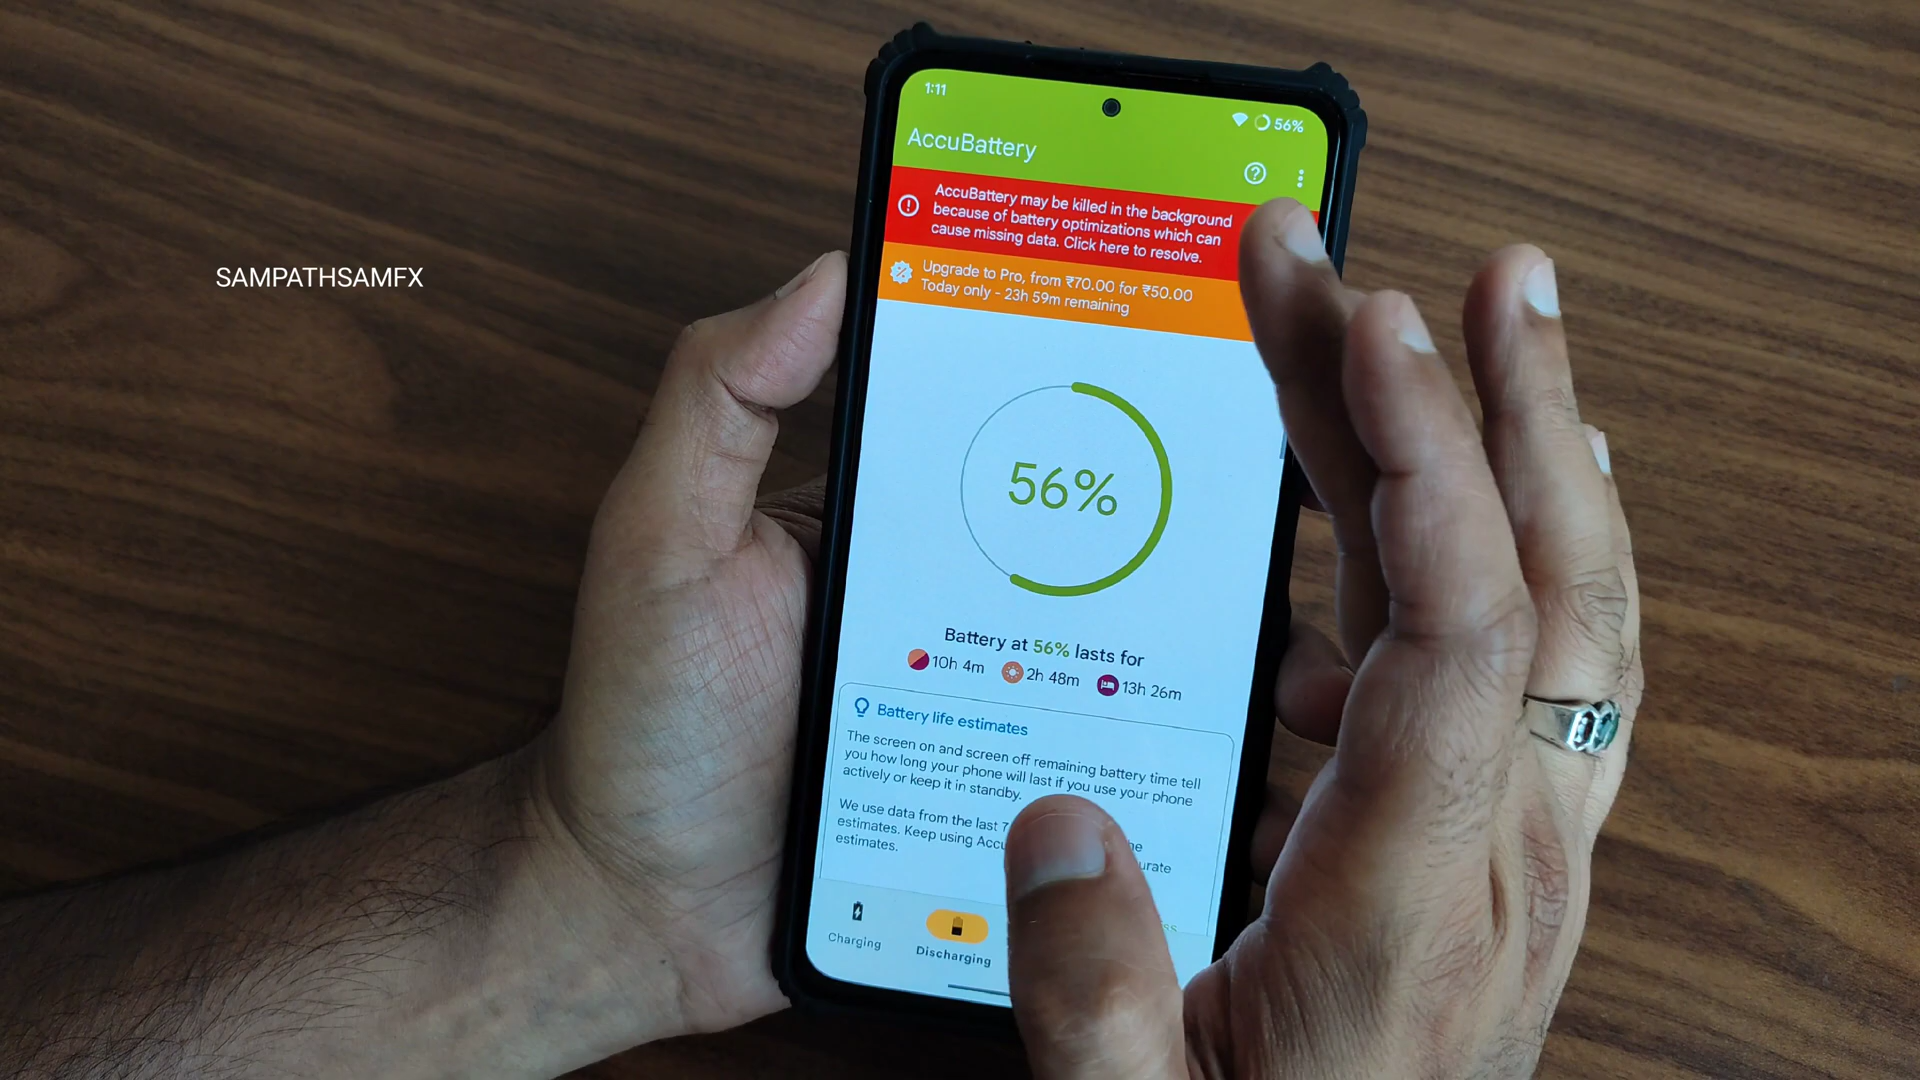 1:11
56%
AccuBattery
AccuBattery may be killed in the background
because of battery optimizations which can
cause missing data. Click here to resolve.
Upgrade to Pro, from ₹70.00 for ₹50.00
Today only - 23h 59m remaining
SAMPATHSAMFX
56%
Battery at 56% lasts for
10h 4m 2h 48m 13h 26m
Battery life estimates
The screen on and screen off remaining battery time tell
you how long your phone will last if you use your phone
actively or keep it in standby.
We use data from the last 7
estimates. Keep using Accu
estimates.
Charging
Discharging